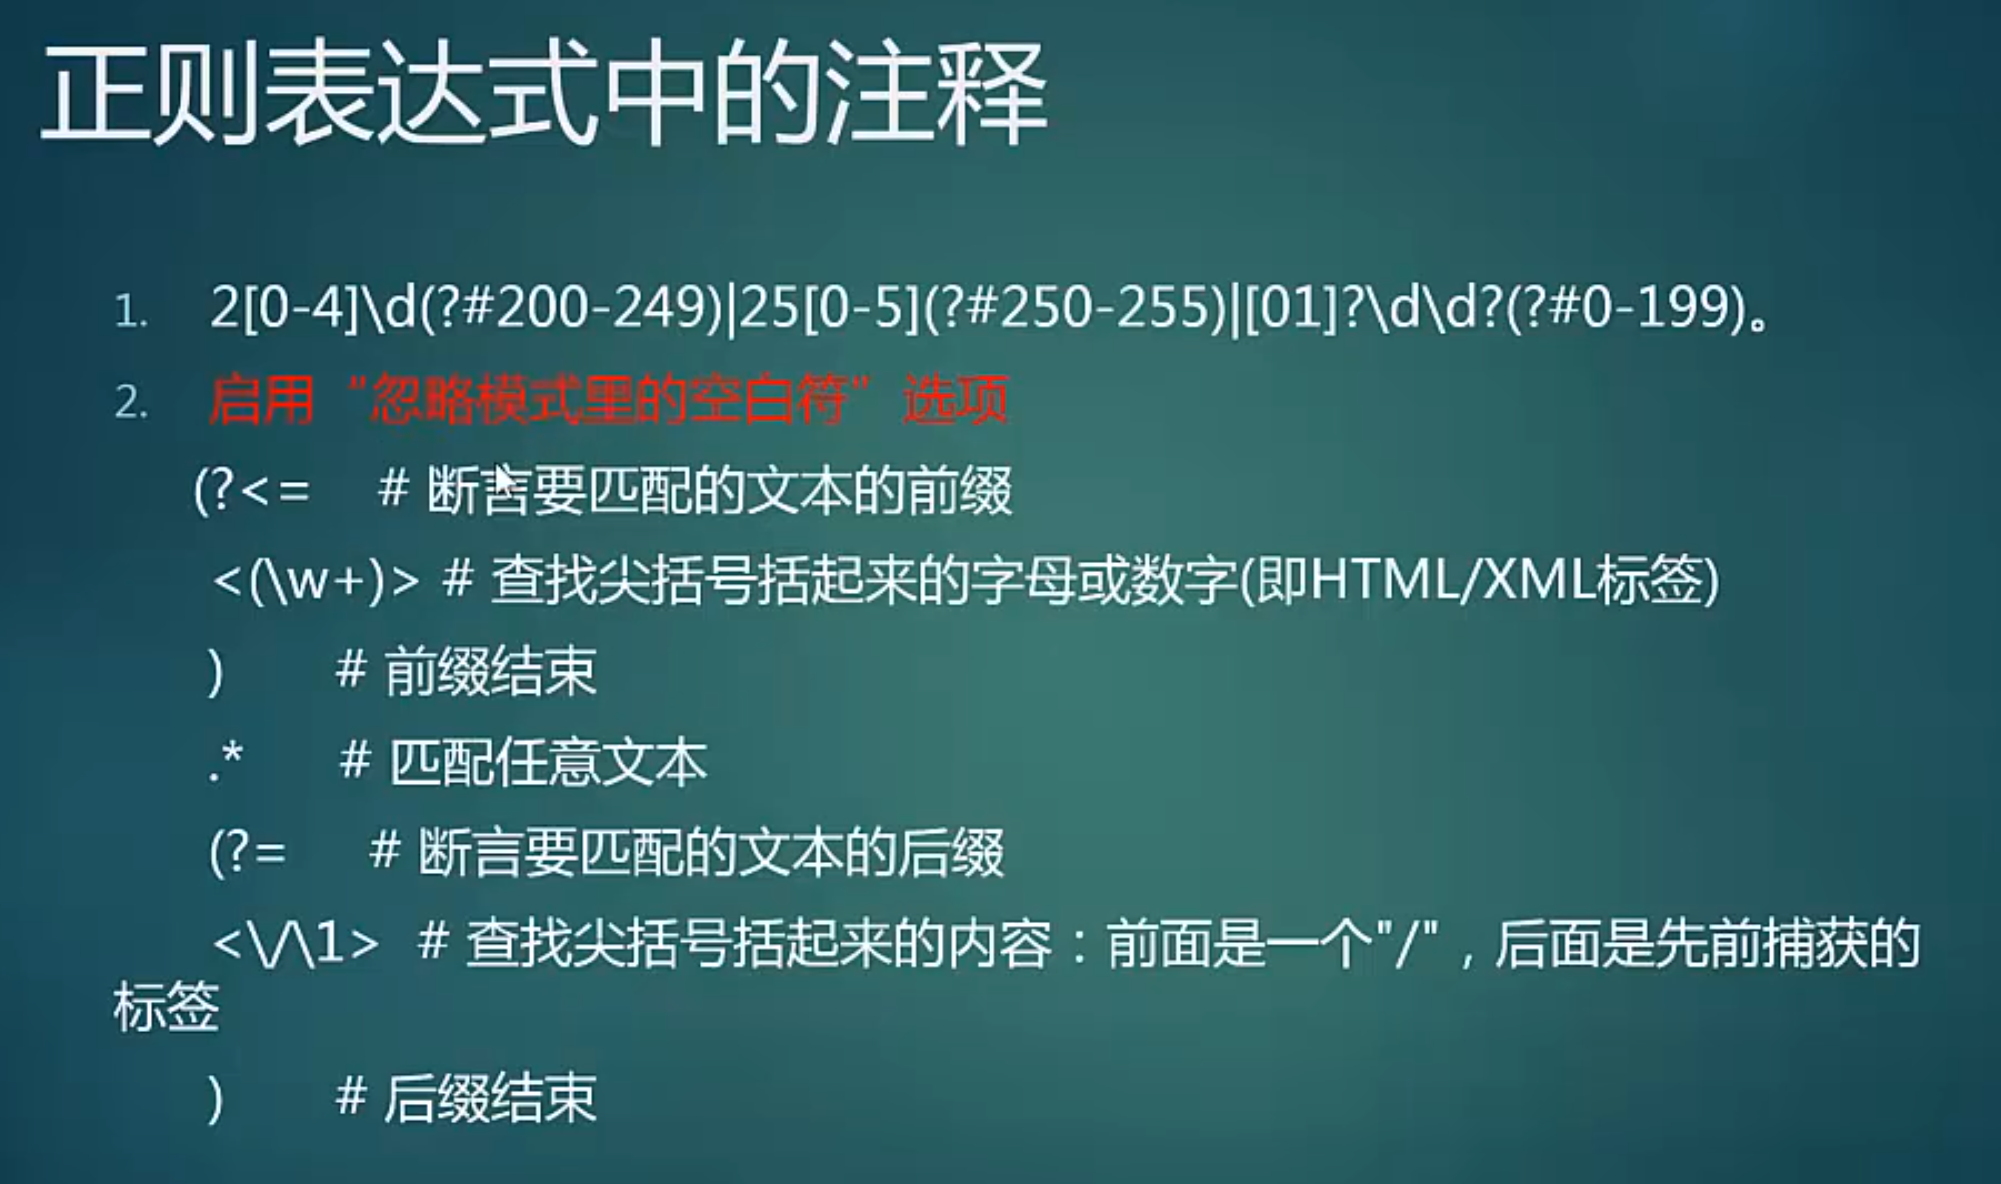 正则表达式中的注释
1. 2[0-4]\d(?#200-249)|25[0-5](?#250-255)|[01]?\d\d?(?#0-199)。
2. 启用“忽略模式里的空白符”选项
(?<= # 断言要匹配的文本的前缀
<(\w+)> # 查找尖括号括起来的字母或数字(即HTML/XML标签)
) # 前缀结束
.* # 匹配任意文本
(?= # 断言要匹配的文本的后缀
<\/\1> # 查找尖括号括起来的内容：前面是一个"/"，后面是先前捕获的
标签
) # 后缀结束